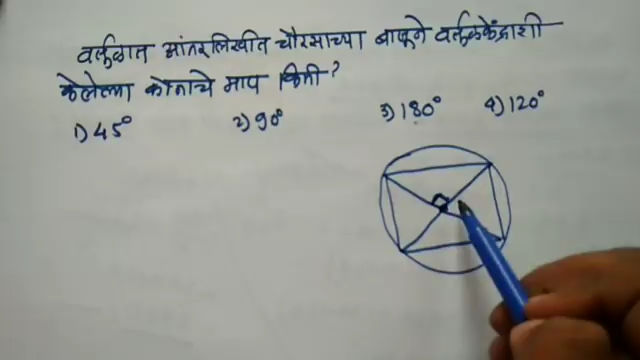 वर्तुळात आंतरलिखीत चौरसाच्या बाजूने वर्तुळकेंद्राशी
केलेल्या कोनाचे माप किती?
1) 45° 2) 90° 3) 180° 4) 120°